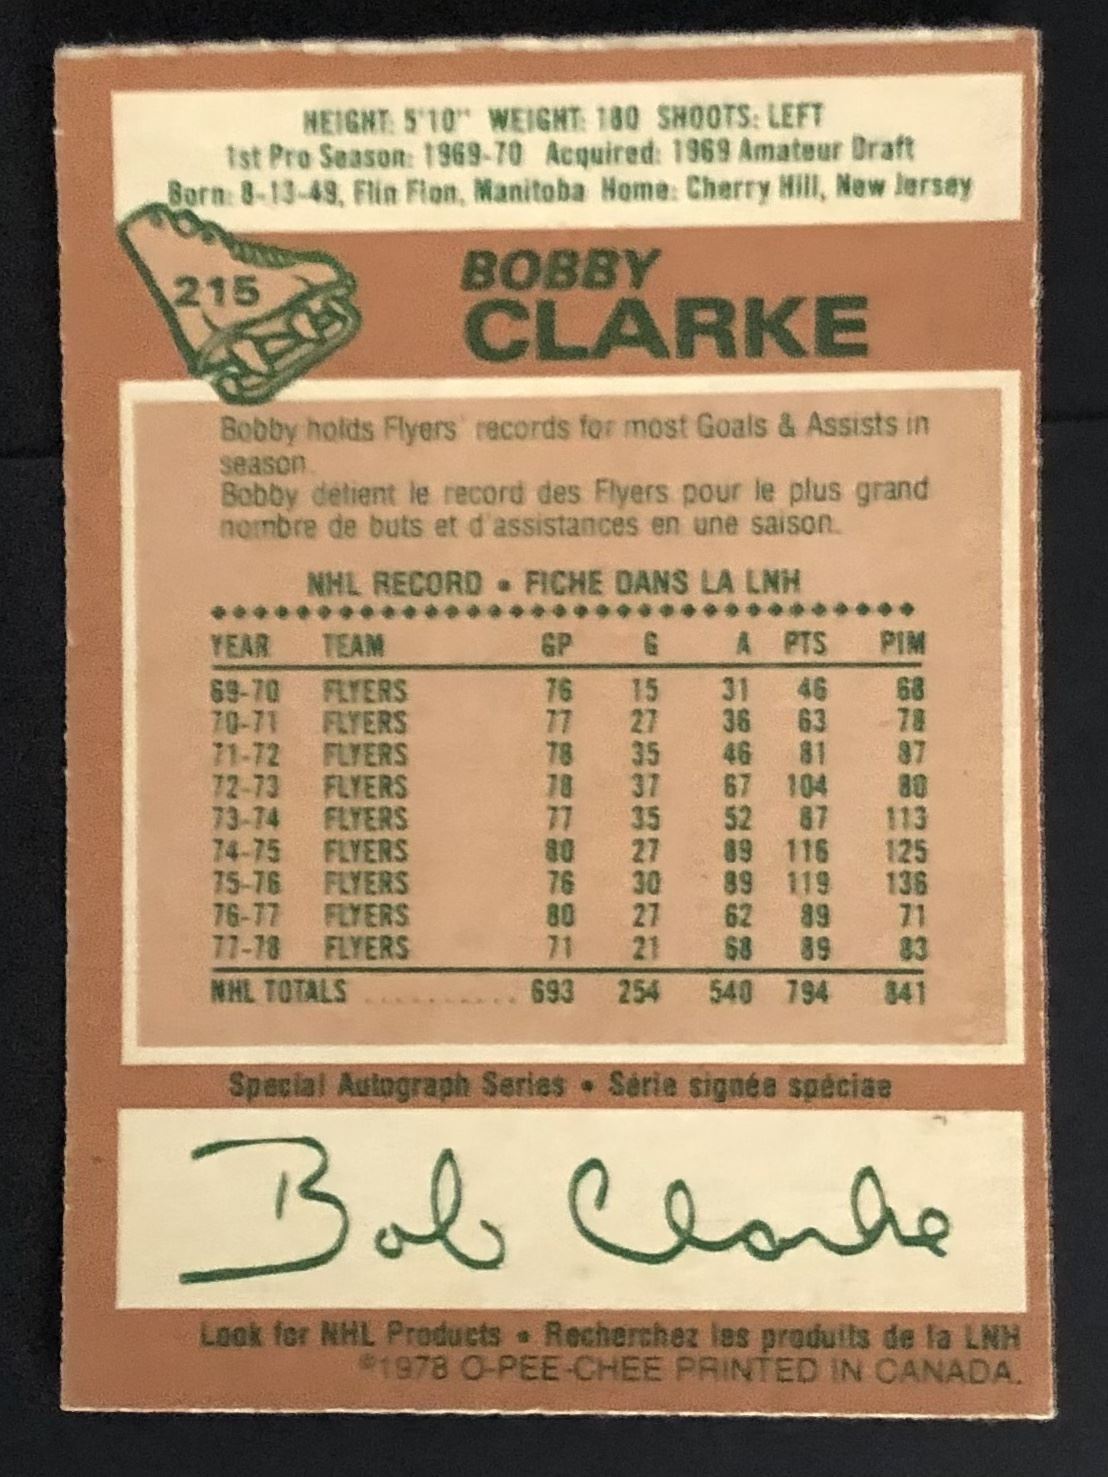 HEIGHT: 5'10" WEIGHT: 180 SHOOTS: LEFT
1st Pro Season: 1969-70 Acquired: 1969 Amateur Draft
Born: 8-13-49, Flin Flon, Manitoba Home: Cherry Hill, New Jersey
215
BOBBY
CLARKE
Bobby holds Flyers' records for most Goals & Assists in
season.
Bobby détient le record des Flyers pour le plus grand
nombre de buts et d'assistances en une saison.
NHL RECORD • FICHE DANS LA LNH
YEAR TEAM GP G A PTS PIM
69-70 FLYERS 76 15 31 46 68
70-71 FLYERS 77 27 36 63 78
71-72 FLYERS 78 35 46 81 87
72-73 FLYERS 78 37 67 104 80
73-74 FLYERS 77 35 52 87 113
74-75 FLYERS 80 27 89 116 125
75-76 FLYERS 76 30 89 119 136
76-77 FLYERS 80 27 62 89 71
77-78 FLYERS 71 21 68 89 83
NHL TOTALS .......... 693 254 540 794 841
Special Autograph Series • Série signée spéciae
Bob Clarke
Look for NHL Products • Recherchez les produits de la LNH
©1978 O-PEE-CHEE PRINTED IN CANADA.